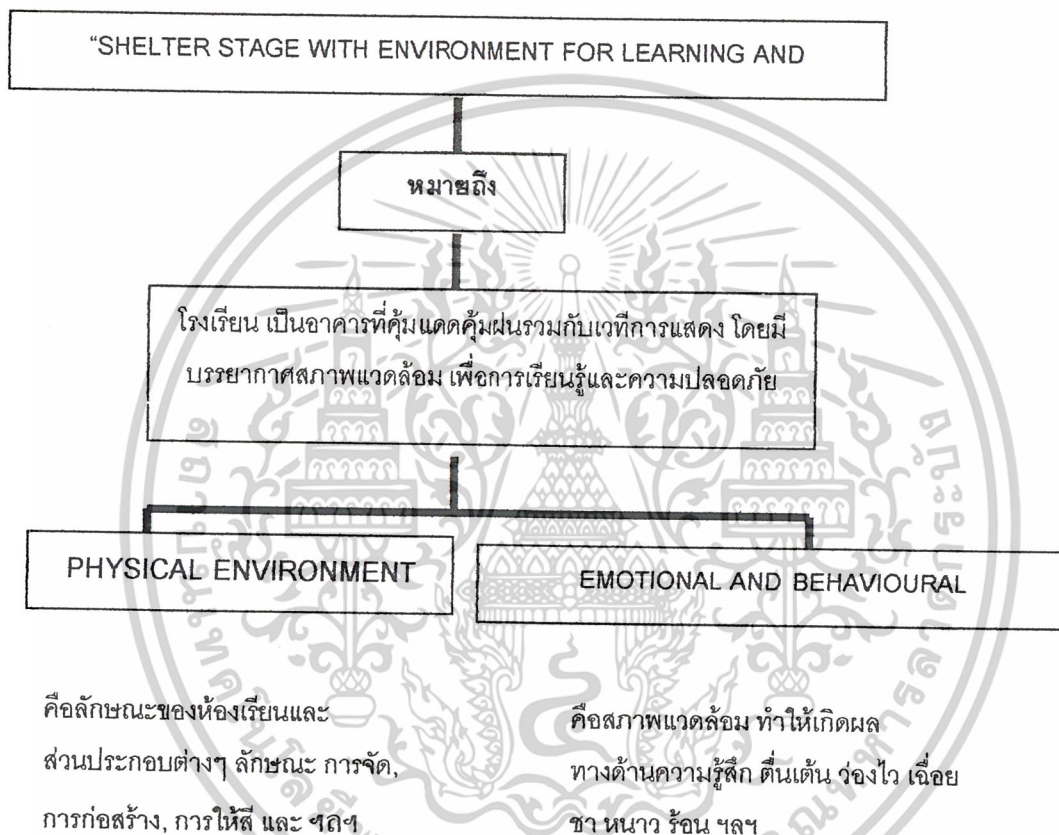 "SHELTER STAGE WITH ENVIRONMENT FOR LEARNING AND
หมายถึง
โรงเรียน เป็นอาคารที่คุ้มแดดคุ้มฝนรวมกับเวทีการแสดง โดยมี
บรรยากาศสภาพแวดล้อม เพื่อการเรียนรู้และความปลอดภัย
PHYSICAL ENVIRONMENT
EMOTIONAL AND BEHAVIOURAL
คือลักษณะของห้องเรียนและ
ส่วนประกอบต่างๆ ลักษณะ การจัด,
การก่อสร้าง, การให้สี และ ฯลฯ
คือสภาพแวดล้อม ทำให้เกิดผล
ทางด้านความรู้สึก ตื่นเต้น ว่องไว เฉื่อย
ชา หนาว ร้อน ฯลฯ